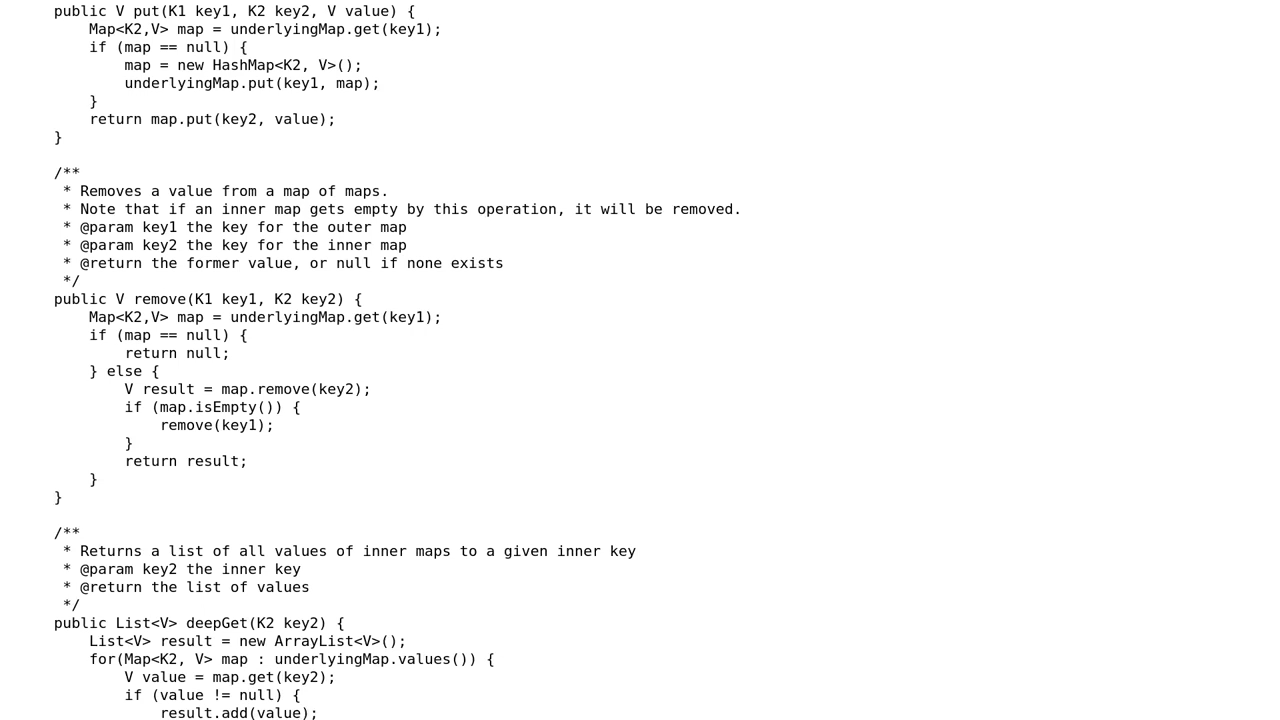 public V put(K1 key1, K2 key2, V value) {
    Map<K2,V> map = underlyingMap.get(key1);
    if (map == null) {
        map = new HashMap<K2, V>();
        underlyingMap.put(key1, map);
    }
    return map.put(key2, value);
}

/**
 * Removes a value from a map of maps.
 * Note that if an inner map gets empty by this operation, it will be removed.
 * @param key1 the key for the outer map
 * @param key2 the key for the inner map
 * @return the former value, or null if none exists
 */
public V remove(K1 key1, K2 key2) {
    Map<K2,V> map = underlyingMap.get(key1);
    if (map == null) {
        return null;
    } else {
        V result = map.remove(key2);
        if (map.isEmpty()) {
            remove(key1);
        }
        return result;
    }
}

/**
 * Returns a list of all values of inner maps to a given inner key
 * @param key2 the inner key
 * @return the list of values
 */
public List<V> deepGet(K2 key2) {
    List<V> result = new ArrayList<V>();
    for(Map<K2, V> map : underlyingMap.values()) {
        V value = map.get(key2);
        if (value != null) {
            result.add(value);